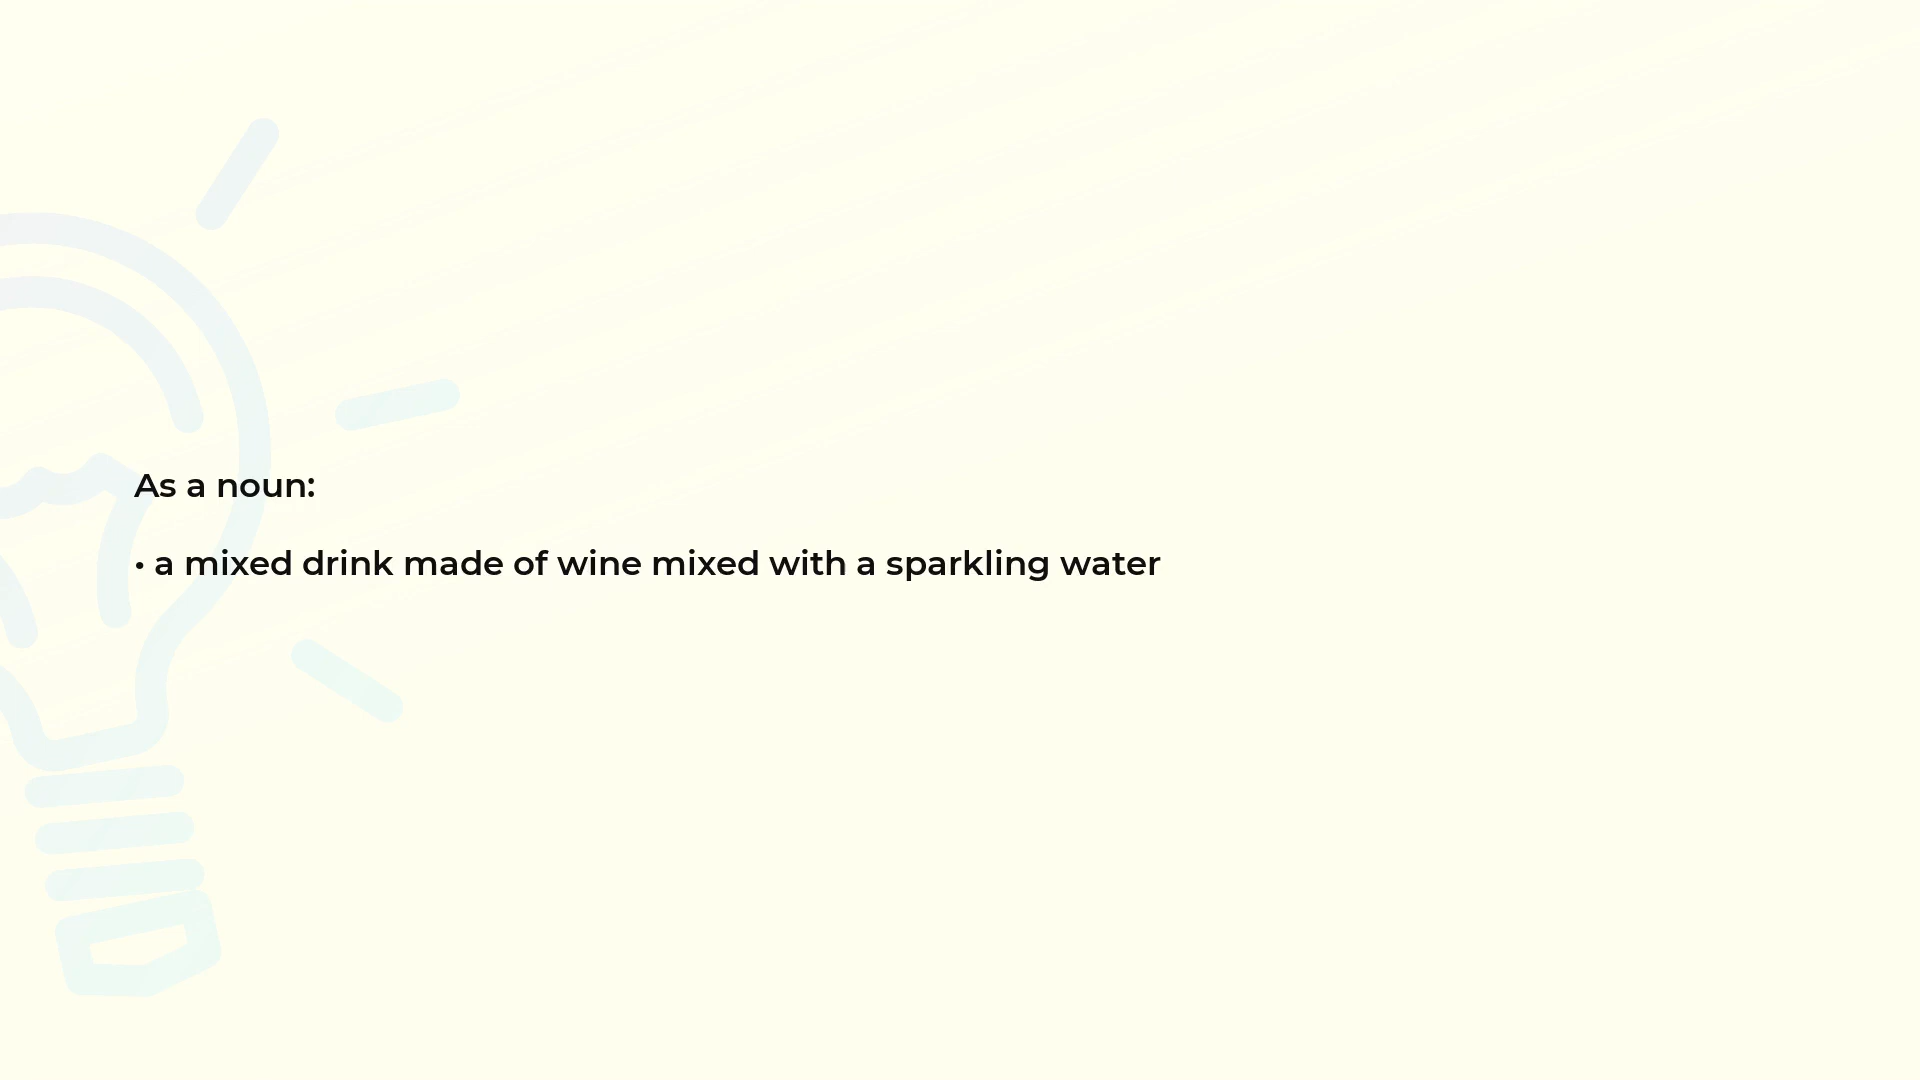 As a noun:
• a mixed drink made of wine mixed with a sparkling water